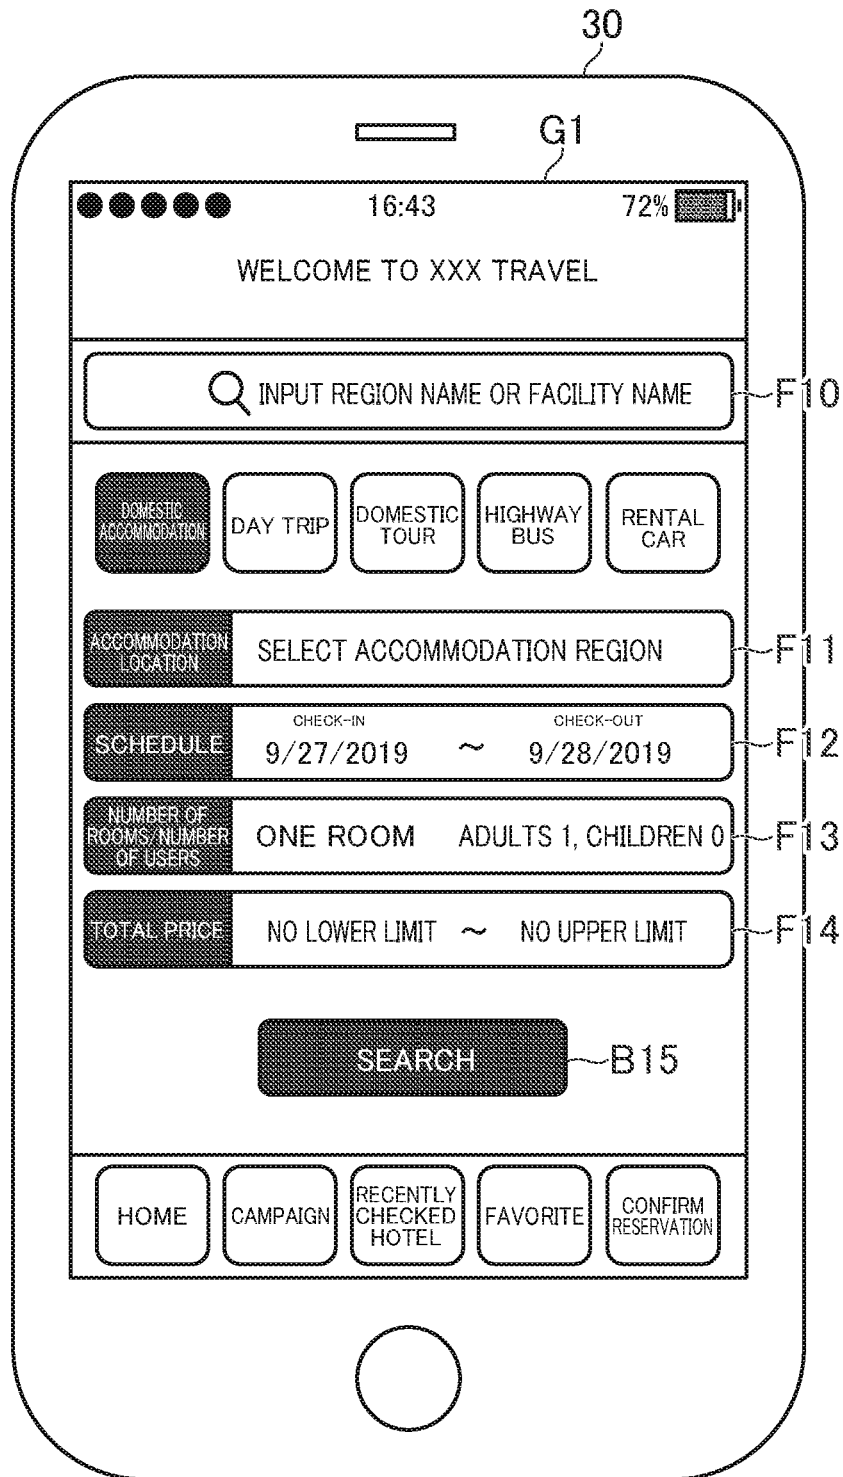 30
G1
16:43 72%
WELCOME TO XXX TRAVEL
INPUT REGION NAME OR FACILITY NAME F10
DOMESTIC
ACCOMMODATION
DAY TRIP
DOMESTIC
TOUR
HIGHWAY
BUS
RENTAL
CAR
ACCOMMODATION
LOCATION
SELECT ACCOMMODATION REGION F11
SCHEDULE
CHECK-IN
9/27/2019
~
CHECK-OUT
9/28/2019
F12
NUMBER OF
ROOMS/NUMBER
OF USERS
ONE ROOM ADULTS 1, CHILDREN 0 F13
TOTAL PRICE NO LOWER LIMIT ~ NO UPPER LIMIT F14
SEARCH B15
HOME
CAMPAIGN
RECENTLY
CHECKED
HOTEL
FAVORITE
CONFIRM
RESERVATION